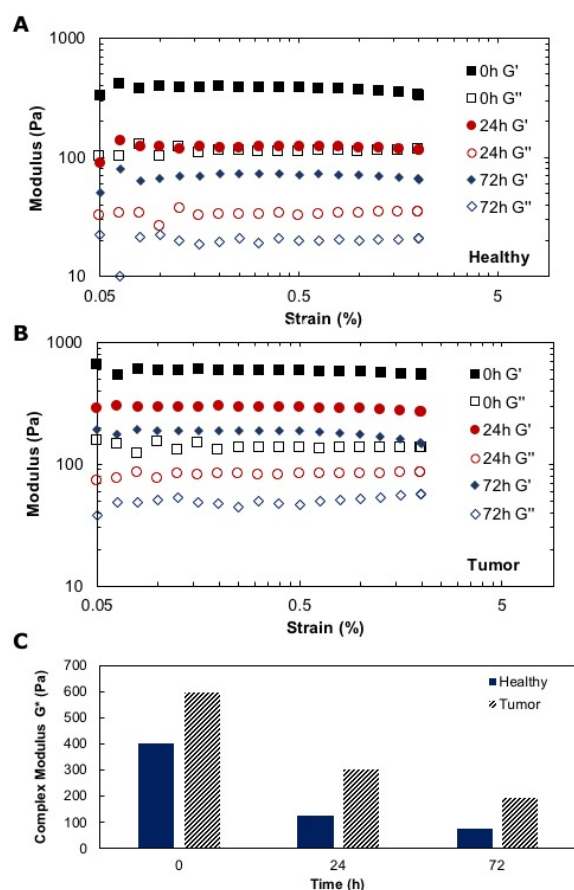 A
1000
100
10
Modulus (Pa)
0h G'
0h G"
24h G'
24h G"
72h G'
72h G"
Healthy
0.05 0.5 5
Strain (%)
B
1000
100
10
Modulus (Pa)
0h G'
0h G"
24h G'
24h G"
72h G'
72h G"
Tumor
0.05 0.5 5
Strain (%)
C
700
600
500
400
300
200
100
0
Complex Modulus G* (Pa)
Healthy
Tumor
0 24 72
Time (h)